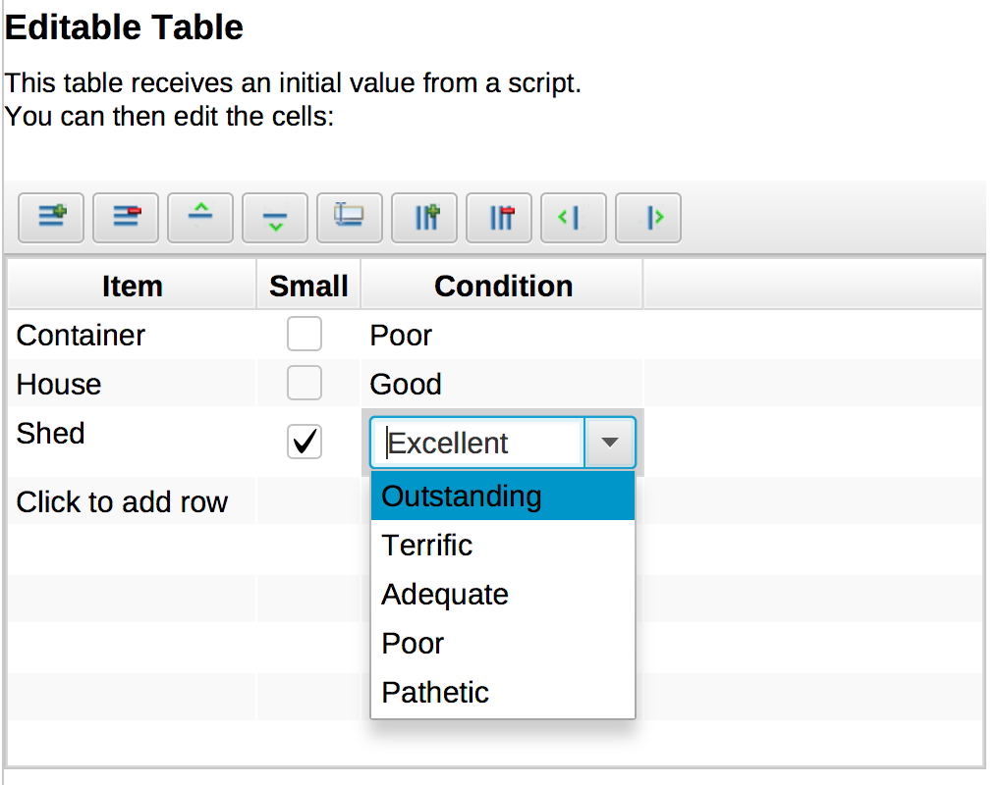 Editable Table
This table receives an initial value from a script.
You can then edit the cells:
Item Small Condition
Container Poor
House Good
Shed Excellent
Outstanding
Click to add row
Terrific
Adequate
Poor
Pathetic